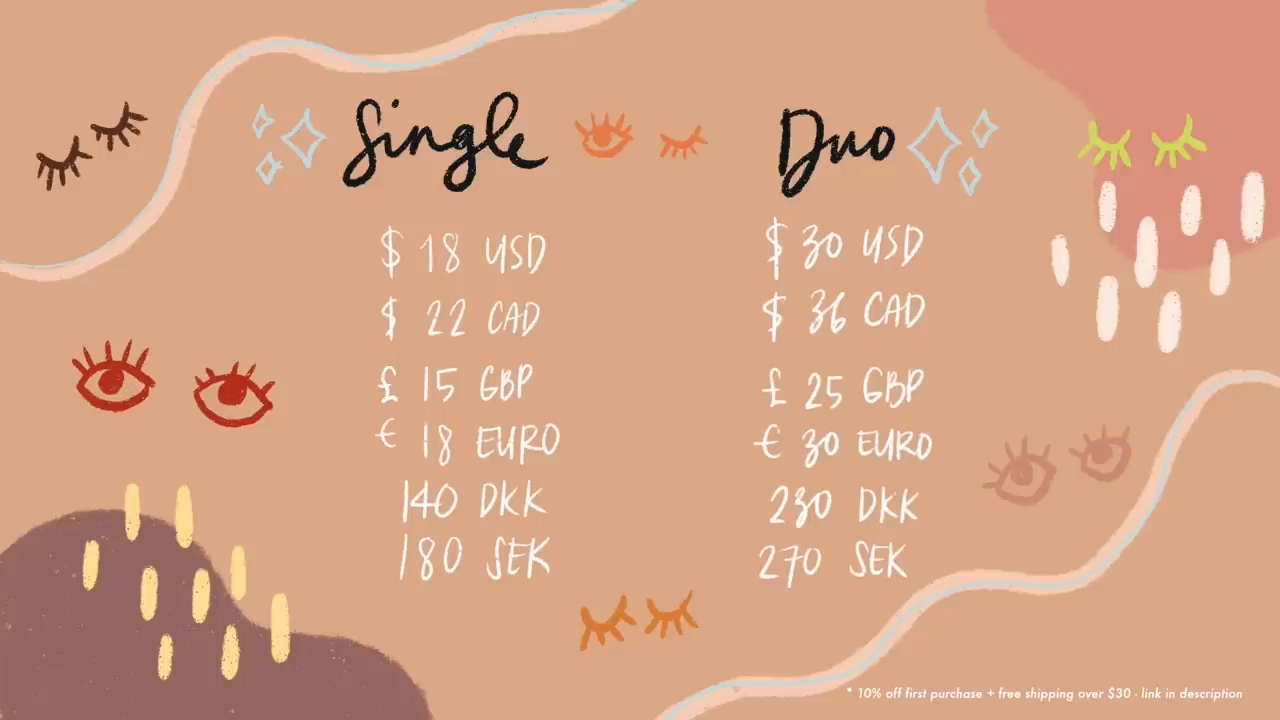 Single
$ 18 USD
$ 22 CAD
£ 15 GBP
€ 18 EURO
140 DKK
180 SEK
Duo
$ 30 USD
$ 36 CAD
£ 25 GBP
€ 30 EURO
230 DKK
270 SEK
* 10% off first purchase + free shipping over $30 - link in description